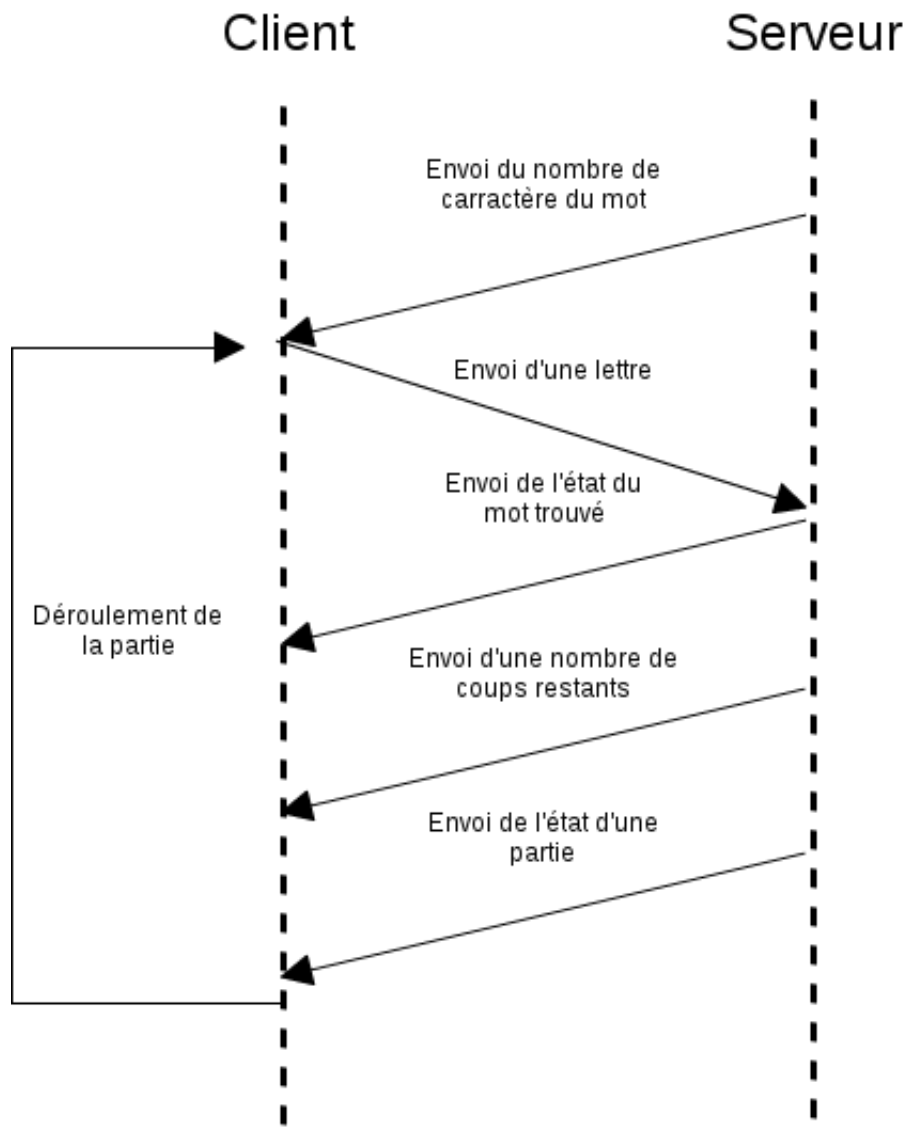 Client
Serveur
Envoi du nombre de
carractère du mot
Envoi d'une lettre
Envoi de l'état du
mot trouvé
Déroulement de
la partie
Envoi d'une nombre de
coups restants
Envoi de l'état d'une
partie